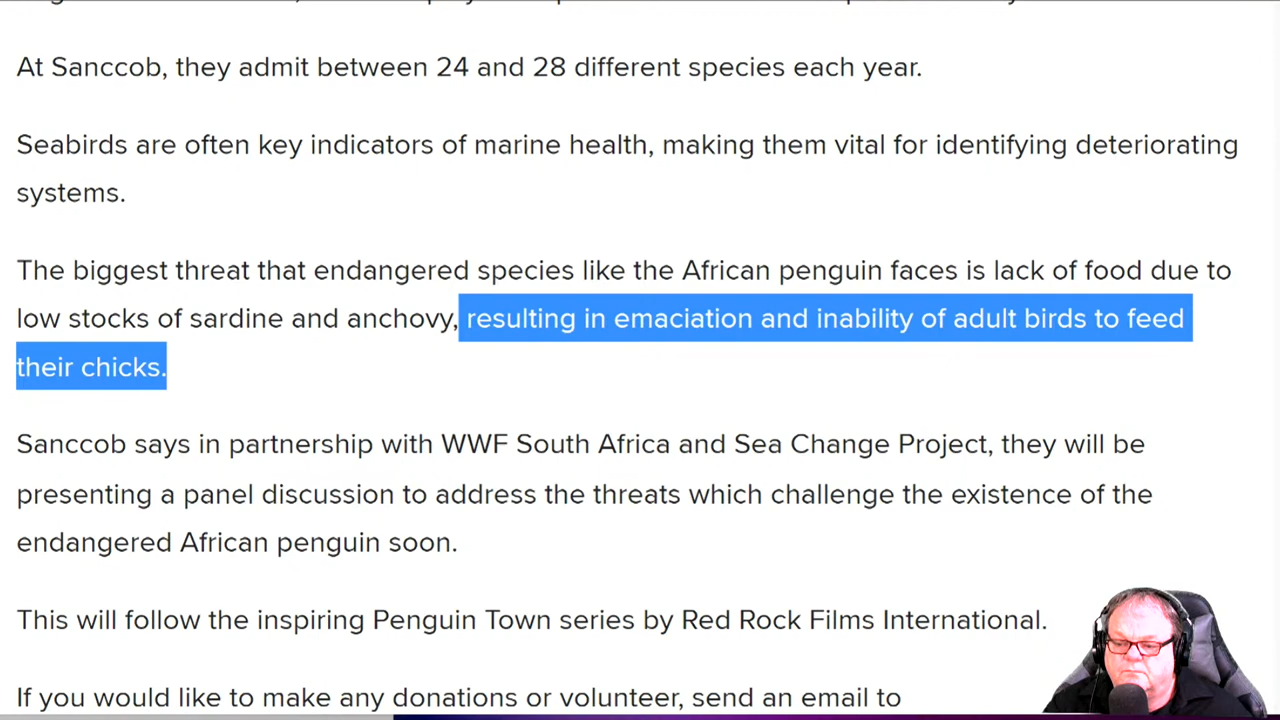 At Sanccob, they admit between 24 and 28 different species each year.
Seabirds are often key indicators of marine health, making them vital for identifying deteriorating
systems.
The biggest threat that endangered species like the African penguin faces is lack of food due to
low stocks of sardine and anchovy, resulting in emaciation and inability of adult birds to feed
their chicks.
Sanccob says in partnership with WWF South Africa and Sea Change Project, they will be
presenting a panel discussion to address the threats which challenge the existence of the
endangered African penguin soon.
This will follow the inspiring Penguin Town series by Red Rock Films International.
If you would like to make any donations or volunteer, send an email to